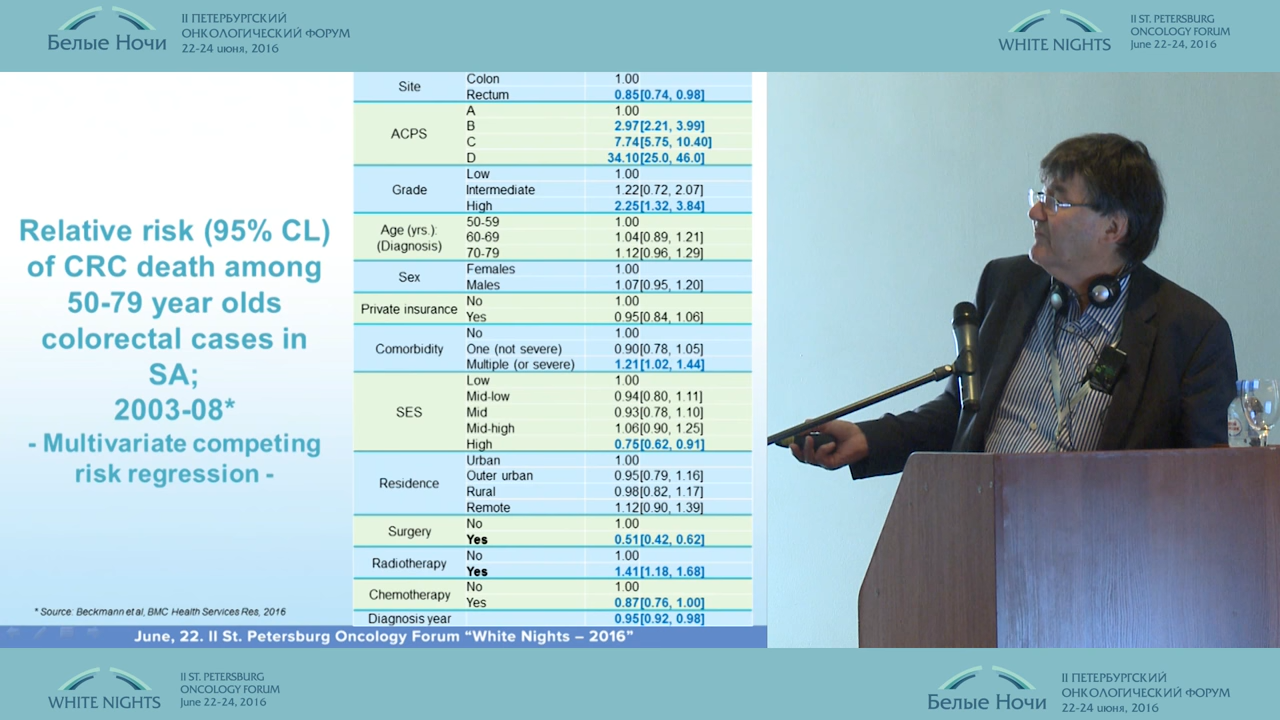 Белые Ночи
II ПЕТЕРБУРГСКИЙ
ОНКОЛОГИЧЕСКИЙ ФОРУМ
22-24 июня, 2016
WHITE NIGHTS
II ST. PETERSBURG
ONCOLOGY FORUM
June 22-24, 2016
Relative risk (95% CL)
of CRC death among
50-79 year olds
colorectal cases in
SA;
2003-08*
- Multivariate competing
risk regression -
* Source: Beckmann et al, BMC Health Services Res, 2016
Site
Colon 1.00
Rectum 0.85[0.74, 0.98]
ACPS
A 1.00
B 2.97[2.21, 3.99]
C 7.74[5.75, 10.40]
D 34.10[25.0, 46.0]
Grade
Low 1.00
Intermediate 1.22[0.72, 2.07]
High 2.25[1.32, 3.84]
Age (yrs.):
(Diagnosis)
50-59 1.00
60-69 1.04[0.89, 1.21]
70-79 1.12[0.96, 1.29]
Sex
Females 1.00
Males 1.07[0.95, 1.20]
Private insurance
No 1.00
Yes 0.95[0.84, 1.06]
Comorbidity
No 1.00
One (not severe) 0.90[0.78, 1.05]
Multiple (or severe) 1.21[1.02, 1.44]
SES
Low 1.00
Mid-low 0.94[0.80, 1.11]
Mid 0.93[0.78, 1.10]
Mid-high 1.06[0.90, 1.25]
High 0.75[0.62, 0.91]
Residence
Urban 1.00
Outer urban 0.95[0.79, 1.16]
Rural 0.98[0.82, 1.17]
Remote 1.12[0.90, 1.39]
Surgery
No 1.00
Yes 0.51[0.42, 0.62]
Radiotherapy
No 1.00
Yes 1.41[1.18, 1.68]
Chemotherapy
No 1.00
Yes 0.87[0.76, 1.00]
Diagnosis year 0.95[0.92, 0.98]
June, 22. II St. Petersburg Oncology Forum “White Nights – 2016”
WHITE NIGHTS
II ST. PETERSBURG
ONCOLOGY FORUM
June 22-24, 2016
Белые Ночи
II ПЕТЕРБУРГСКИЙ
ОНКОЛОГИЧЕСКИЙ ФОРУМ
22-24 июня, 2016